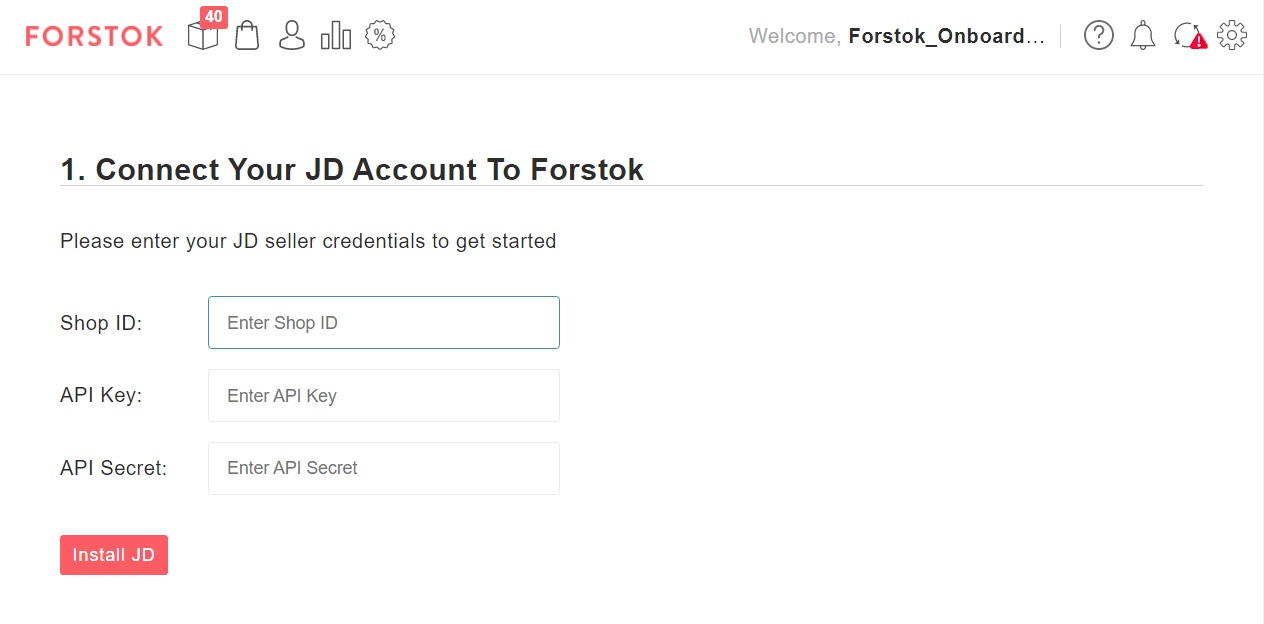 FORSTOK 40 % Welcome, Forstok_Onboard... ?
1. Connect Your JD Account To Forstok
Please enter your JD seller credentials to get started
Shop ID: Enter Shop ID
API Key: Enter API Key
API Secret: Enter API Secret
Install JD